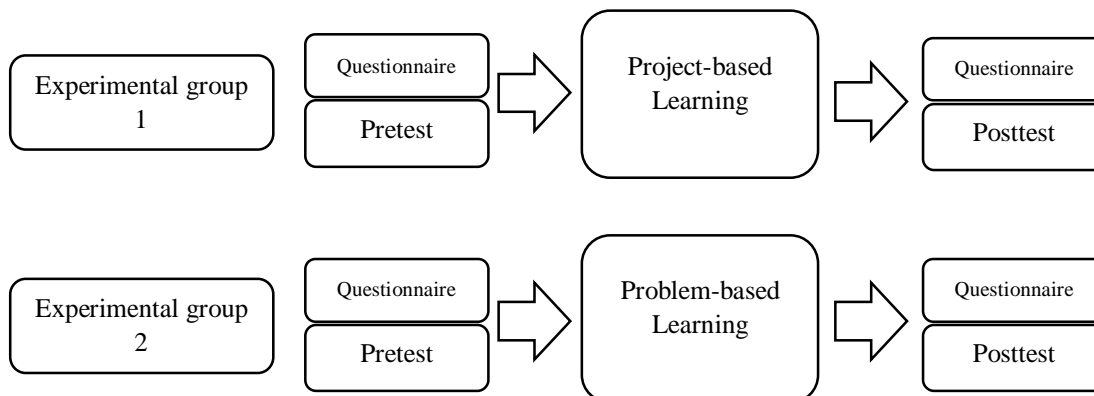 Experimental group
1
Questionnaire
Pretest
Project-based
Learning
Questionnaire
Posttest
Experimental group
2
Questionnaire
Pretest
Problem-based
Learning
Questionnaire
Posttest